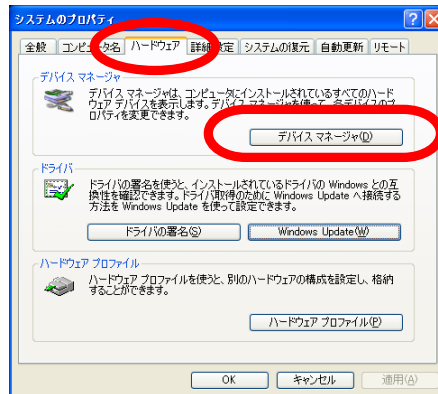 システムのプロパティ
全般 コンピュータ名 ハードウェア 詳細設定 システムの復元 自動更新 リモート
デバイス マネージャ
デバイス マネージャは、コンピュータにインストールされているすべてのハード
ウェア デバイスを表示します。デバイス マネージャを使って、各デバイスのプ
ロパティを変更できます。
デバイス マネージャ(D)
ドライバ
ドライバの署名を使うと、インストールされているドライバの Windows との互
換性を確認できます。ドライバ取得のために Windows Update へ接続する
方法を Windows Update を使って設定できます。
ドライバの署名(S) Windows Update(W)
ハードウェア プロファイル
ハードウェア プロファイルを使うと、別のハードウェアの構成を設定し、格納
することができます。
ハードウェア プロファイル(P)
OK キャンセル 適用(A)